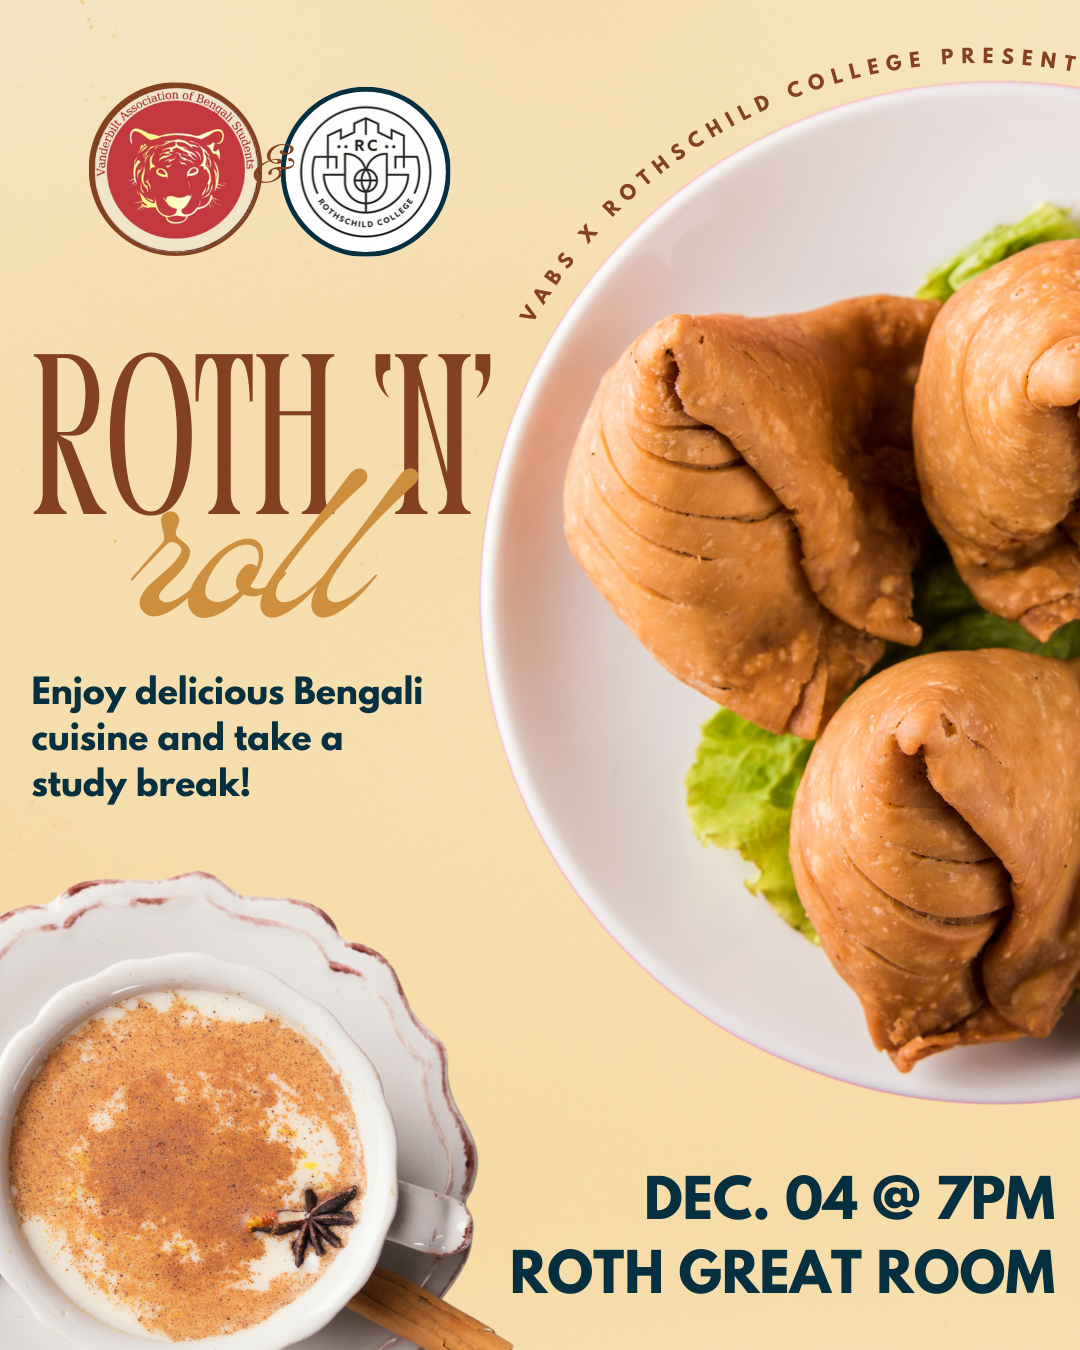 Vanderbilt Association of Bengali Students
&
RC
ROTHSCHILD COLLEGE
VABS X ROTHSCHILD COLLEGE PRESENT
ROTH 'N'
roll
Enjoy delicious Bengali
cuisine and take a
study break!
DEC. 04 @ 7PM
ROTH GREAT ROOM